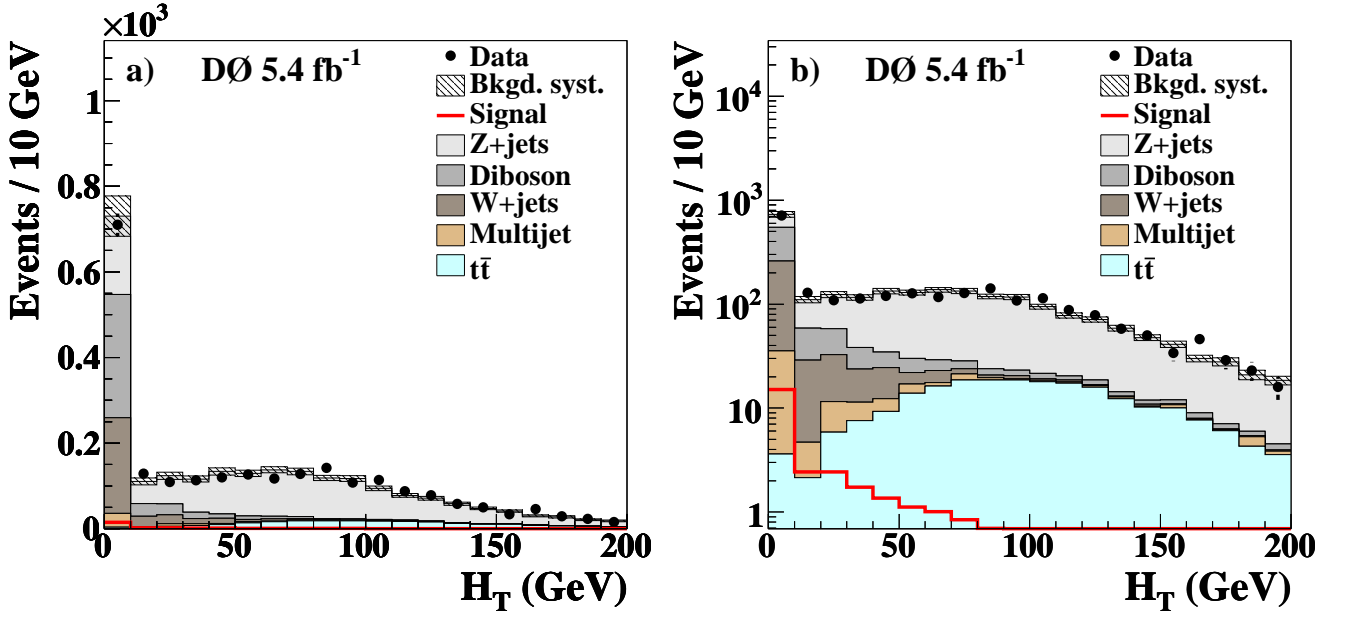 ×10³
a) DØ 5.4 fb⁻¹
Events / 10 GeV
1
0.8
0.6
0.4
0.2
0
0 50 100 150 200
H_T (GeV)
Data
Bkgd. syst.
Signal
Z+jets
Diboson
W+jets
Multijet
tt̄
b) DØ 5.4 fb⁻¹
Events / 10 GeV
10⁴
10³
10²
10
1
0 50 100 150 200
H_T (GeV)
Data
Bkgd. syst.
Signal
Z+jets
Diboson
W+jets
Multijet
tt̄